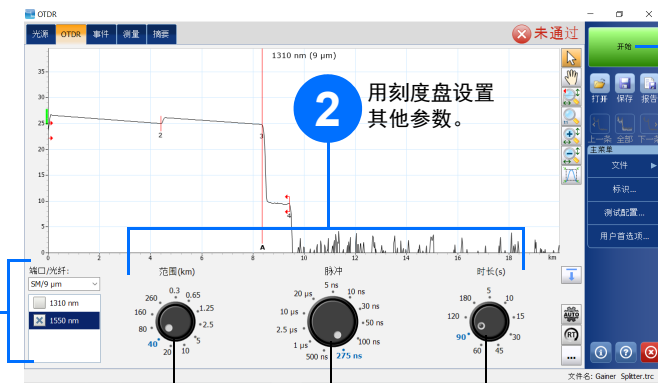 OTDR
光源 OTDR 事件 测量 摘要
未通过
1310 nm (9 µm)
35
30
25
20
15
10
5
0
2
3
4
A
0 2 4 6 8 10 12 14 16 18 km
2
用刻度盘设置
其他参数。
端口/光纤:
SM/9 µm
1310 nm
1550 nm
范围(km)
0.3
0.65
1.25
2.5
5
10
20
40
80
160
260
脉冲
5 ns
10 ns
30 ns
50 ns
100 ns
275 ns
500 ns
1 µs
2.5 µs
10 µs
20 µs
时长(s)
5
10
15
30
45
60
90
120
180
AUTO
RT
...
开始
打开 保存 报告
上一条 全部 下一条
主菜单
文件
标识...
测试配置...
用户首选项...
文件名: Gainer Splitter.trc